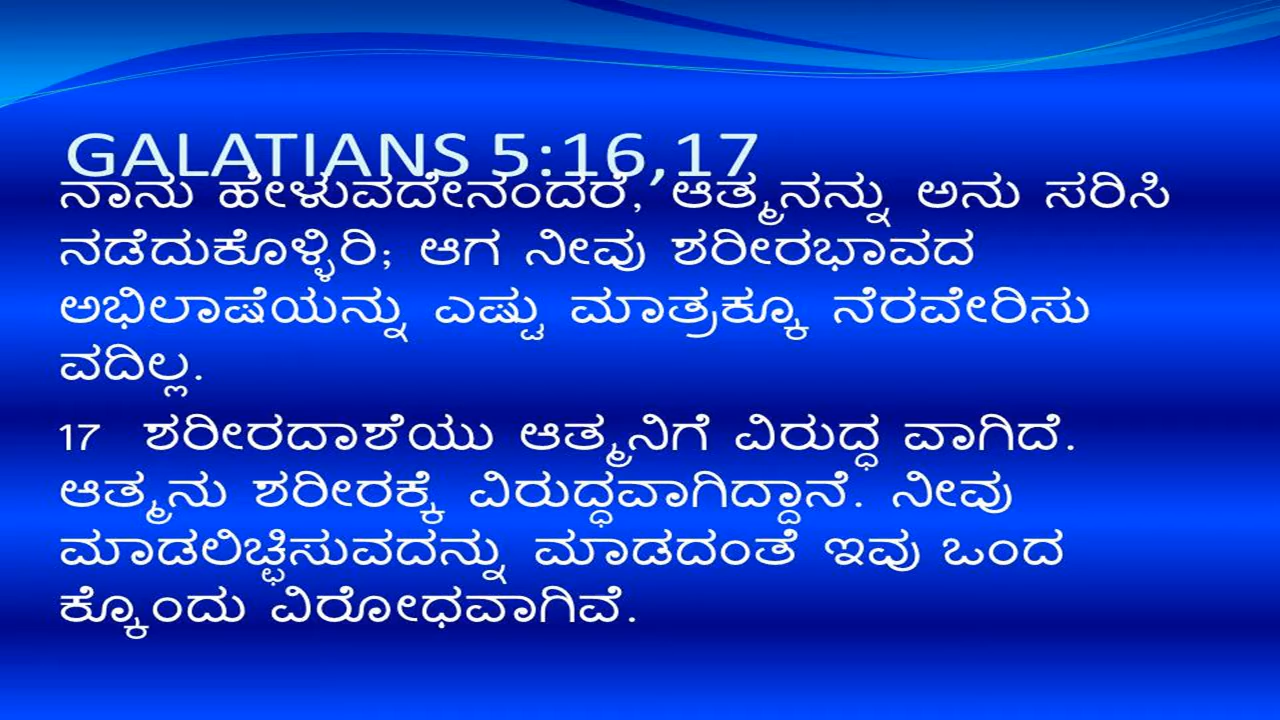 GALATIANS 5:16,17
ನಾನು ಹೇಳುವದೇನಂದರೆ, ಆತ್ಮನನ್ನು ಅನು ಸರಿಸಿ
ನಡೆದುಕೊಳ್ಳಿರಿ; ಆಗ ನೀವು ಶರೀರಭಾವದ
ಅಭಿಲಾಷೆಯನ್ನು ಎಷ್ಟು ಮಾತ್ರಕ್ಕೂ ನೆರವೇರಿಸು
ವದಿಲ್ಲ.
17 ಶರೀರದಾಶೆಯು ಆತ್ಮನಿಗೆ ವಿರುದ್ಧ ವಾಗಿದೆ.
ಆತ್ಮನು ಶರೀರಕ್ಕೆ ವಿರುದ್ಧವಾಗಿದ್ದಾನೆ. ನೀವು
ಮಾಡಲಿಚ್ಛಿಸುವದನ್ನು ಮಾಡದಂತೆ ಇವು ಒಂದ
ಕ್ಕೊಂದು ವಿರೋಧವಾಗಿವೆ.